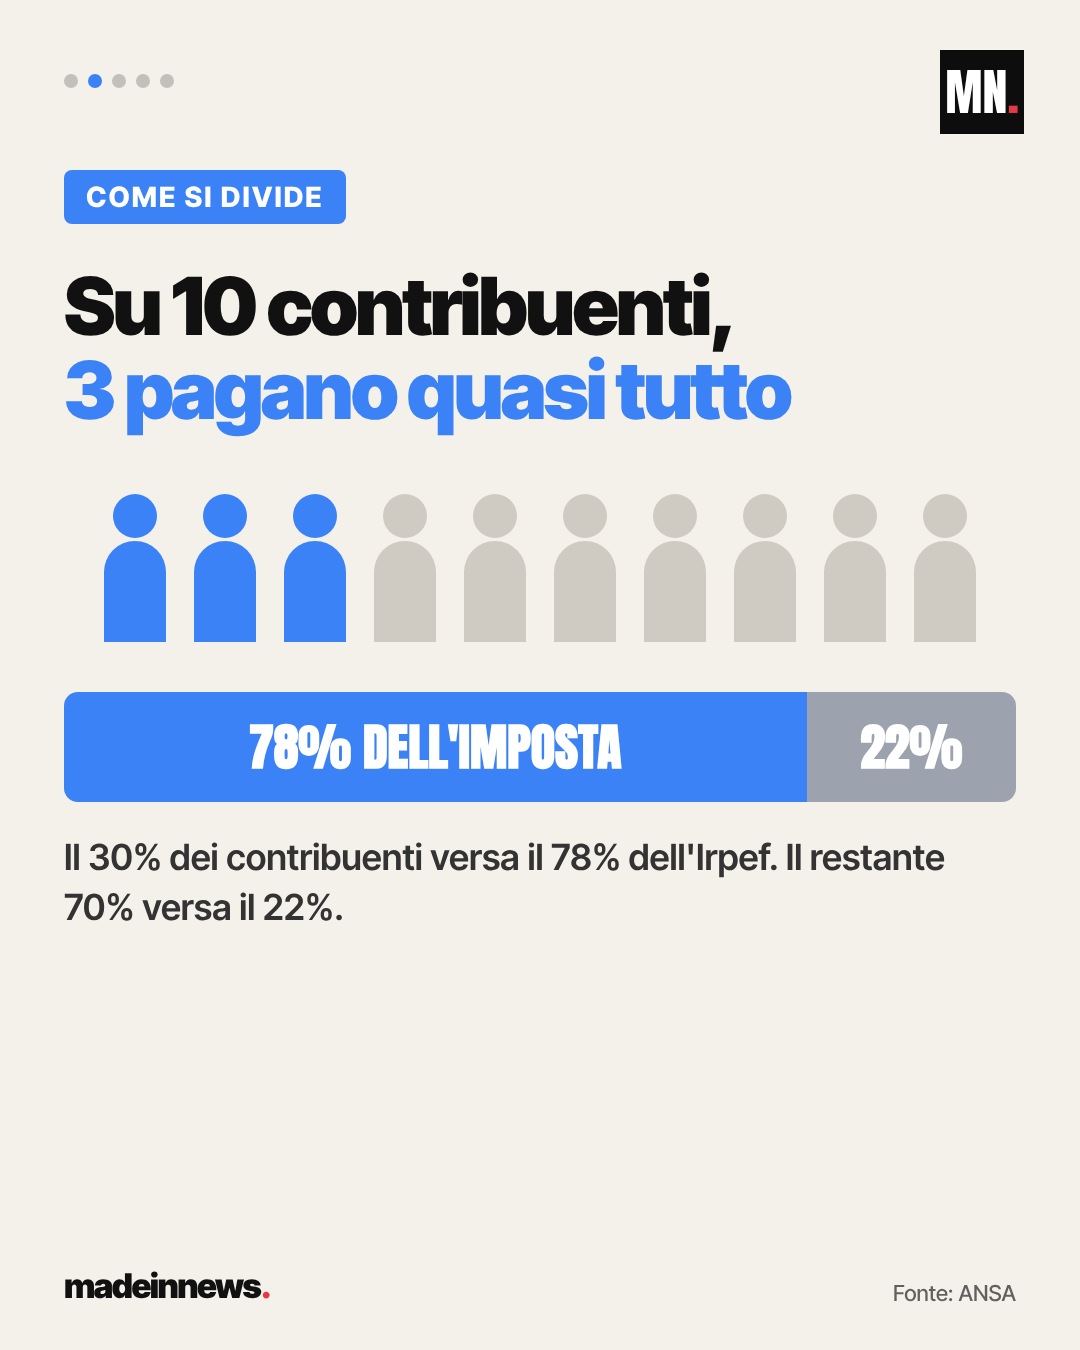 MN.
COME SI DIVIDE
Su 10 contribuenti,
3 pagano quasi tutto
78% DELL'IMPOSTA
22%
Il 30% dei contribuenti versa il 78% dell'Irpef. Il restante
70% versa il 22%.
madeinnews.
Fonte: ANSA